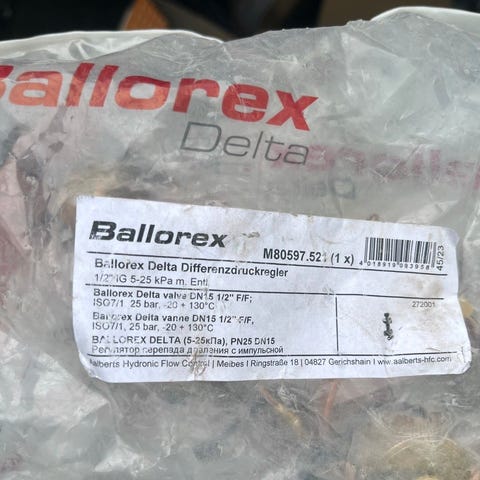 Ballorex
Delta
Ballorex
M80597.521 (1 x)
4018919093958
45/23
Ballorex Delta Differenzdruckregler
1/2" IG 5-25 kPa m. Entl.
Ballorex Delta valve DN15 1/2" F/F;
ISO7/1, 25 bar, -20 + 130°C
272001
Ballorex Delta vanne DN15 1/2" F/F,
ISO7/1, 25 bar, -20 + 130°C
BALLOREX DELTA (5-25кПа), PN25 DN15
Регулятор перепада давления с импульсной
Aalberts Hydronic Flow Control | Meibes I Ringstraße 18 | 04827 Gerichshain I www.aalberts-hfc.com